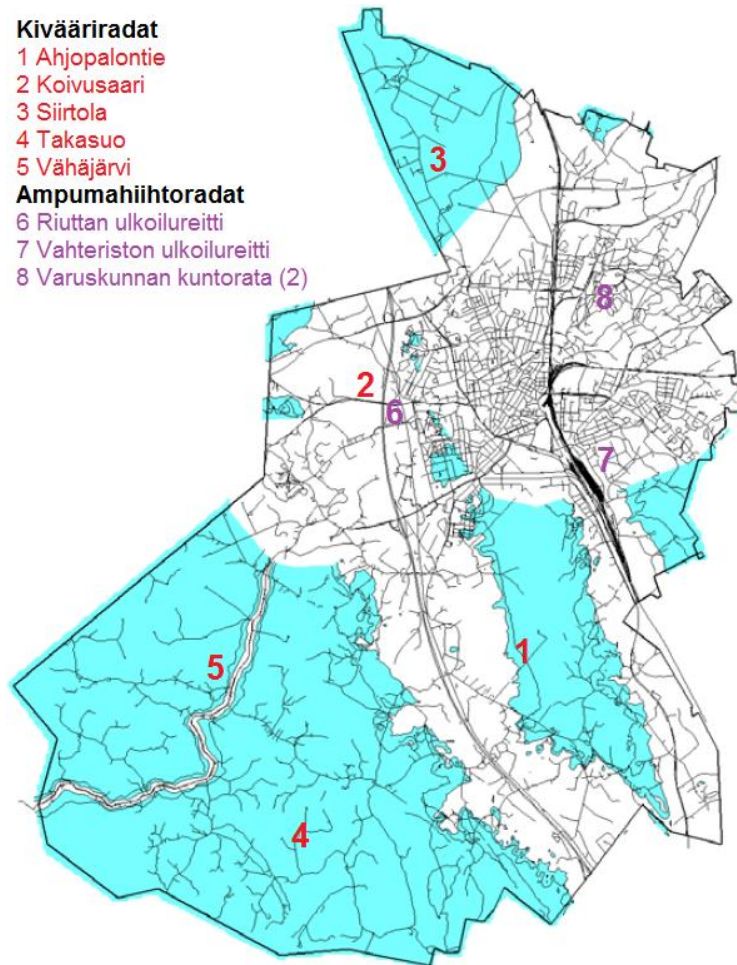 Kivääriradat
1 Ahjopalontie
2 Koivusaari
3 Siirtola
4 Takasuo
5 Vähäjärvi
Ampumahiihtoradat
6 Riuttan ulkoilureitti
7 Vahteriston ulkoilureitti
8 Varuskunnan kuntorata (2)
3
8
2
6
7
5
1
4